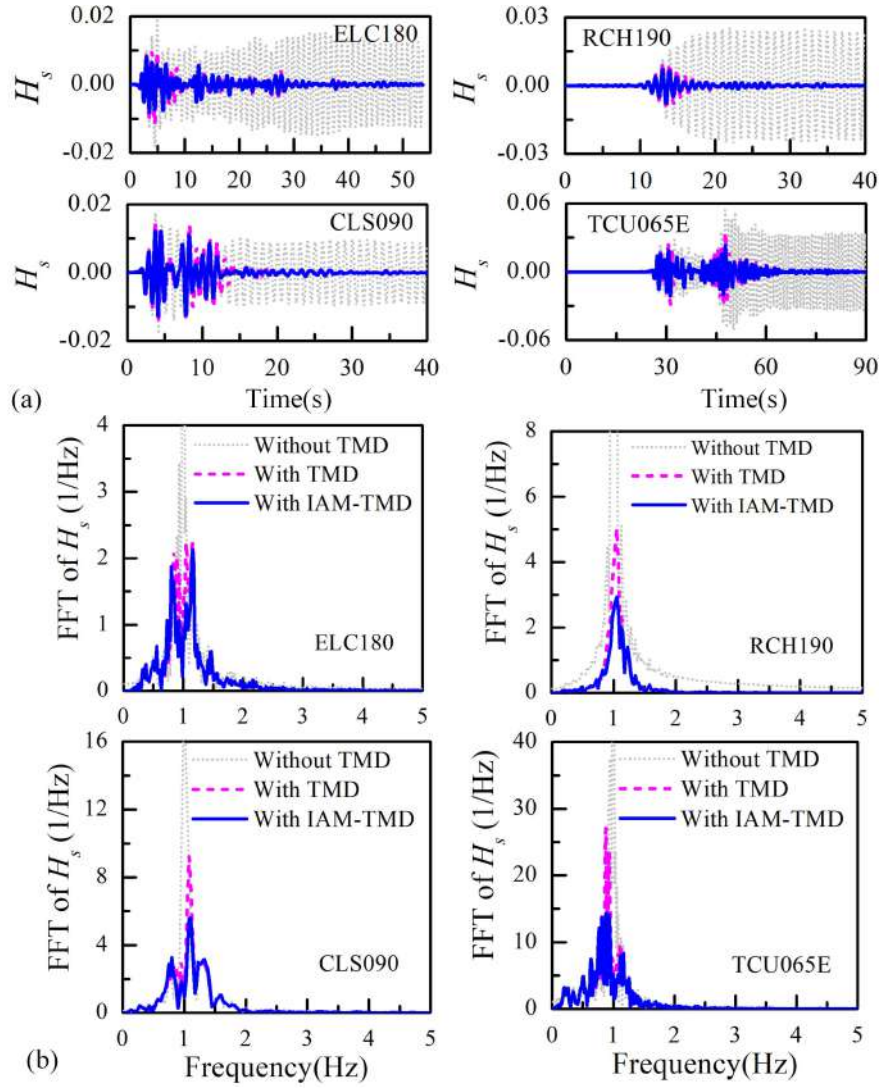 0.02
ELC180
0.00
-0.02
H_s
0 10 20 30 40 50
0.03
RCH190
0.00
-0.03
H_s
0 10 20 30 40
0.02
CLS090
0.00
-0.02
H_s
0 10 20 30 40
Time(s)
0.06
TCU065E
0.00
-0.06
H_s
0 30 60 90
Time(s)
(a)
4
3
2
1
0
FFT of H_s (1/Hz)
Without TMD
With TMD
With IAM-TMD
ELC180
0 1 2 3 4 5
8
6
4
2
0
FFT of H_s (1/Hz)
Without TMD
With TMD
With IAM-TMD
RCH190
0 1 2 3 4 5
16
12
8
4
0
FFT of H_s (1/Hz)
Without TMD
With TMD
With IAM-TMD
CLS090
0 1 2 3 4 5
Frequency(Hz)
40
30
20
10
0
FFT of H_s (1/Hz)
Without TMD
With TMD
With IAM-TMD
TCU065E
0 1 2 3 4 5
Frequency(Hz)
(b)